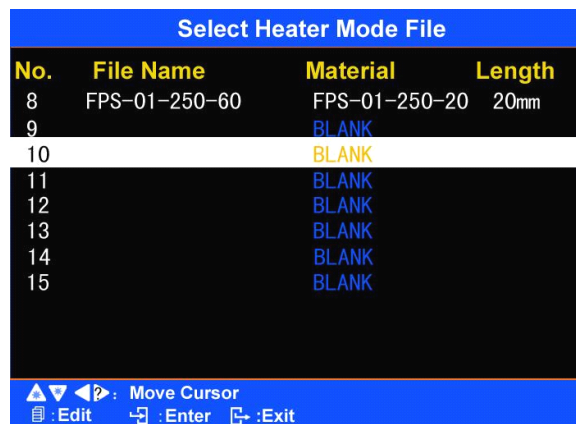 Select Heater Mode File
No. File Name Material Length
8 FPS-01-250-60 FPS-01-250-20 20mm
9 BLANK
10 BLANK
11 BLANK
12 BLANK
13 BLANK
14 BLANK
15 BLANK
?: Move Cursor
:Edit :Enter :Exit